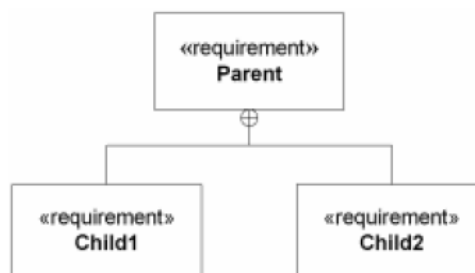 «requirement»
Parent
«requirement»
Child1
«requirement»
Child2